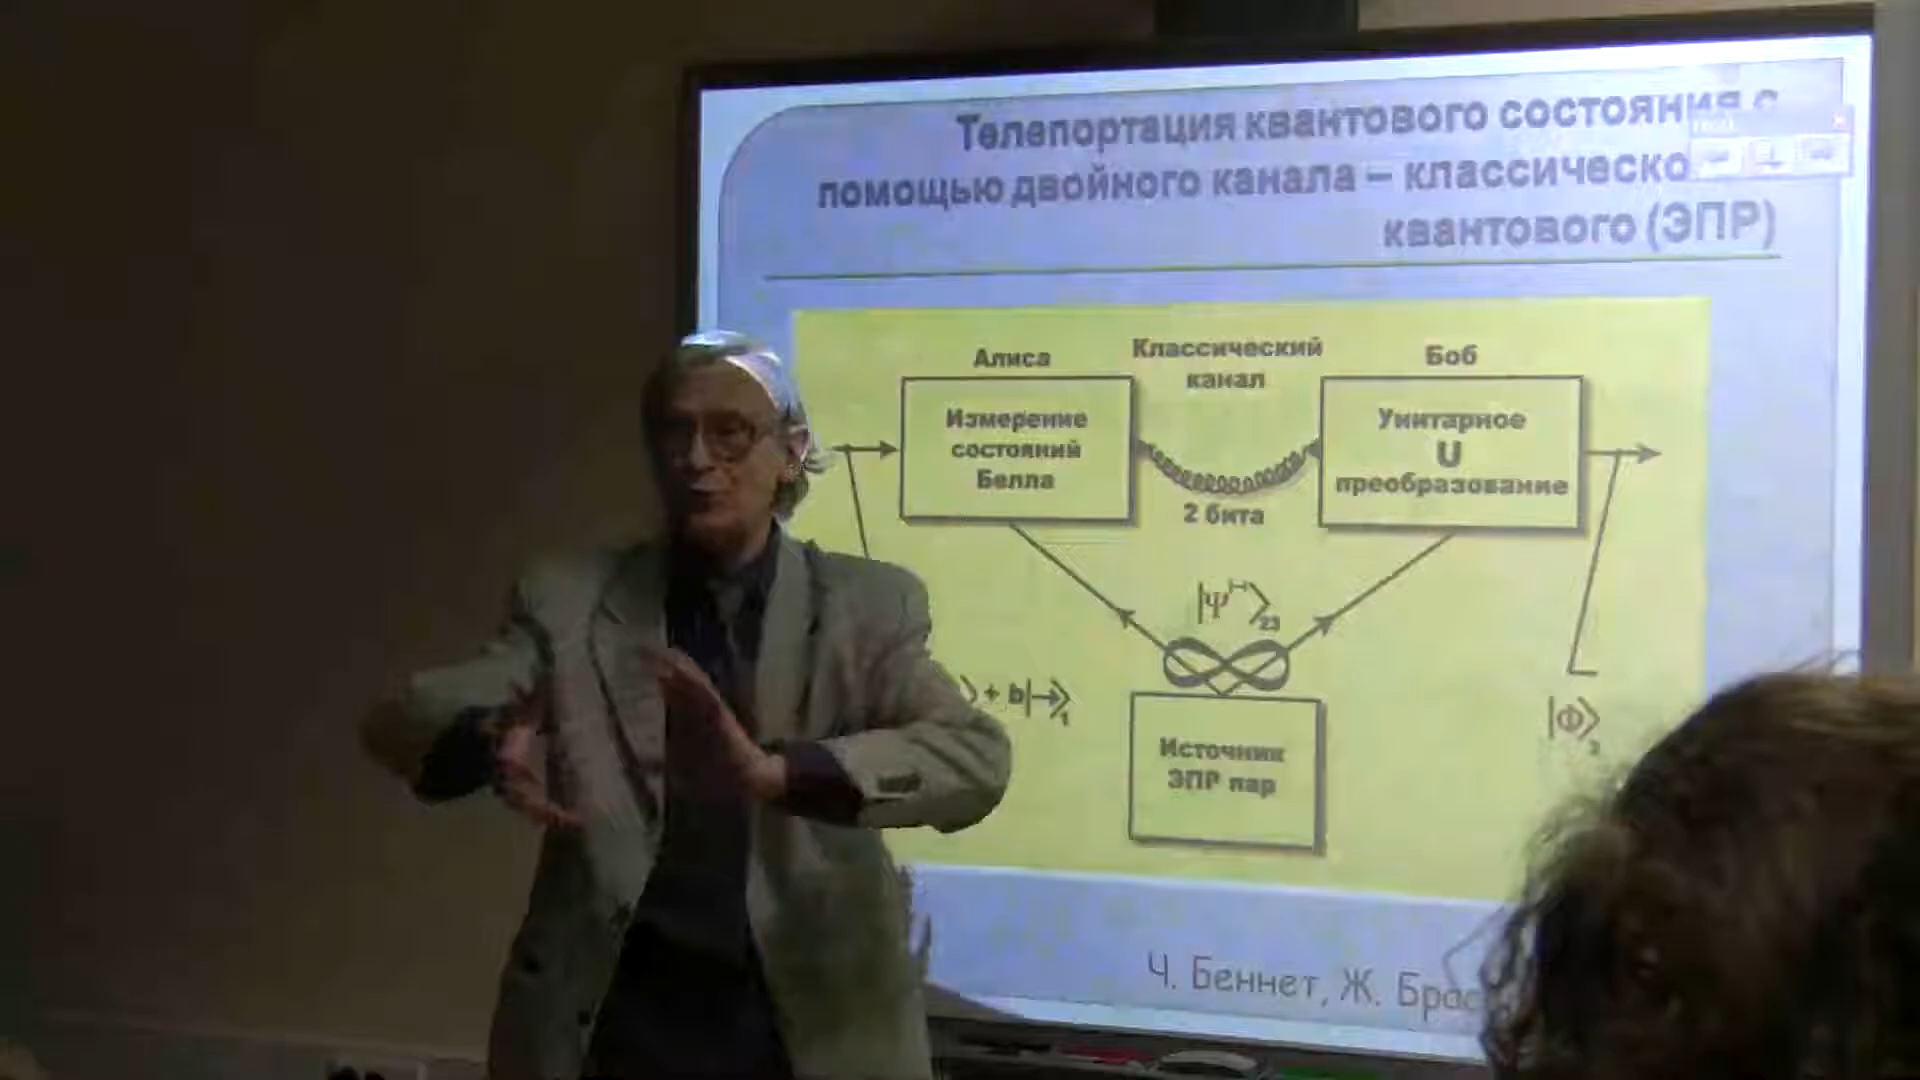 Телепортация квантового состояния с
помощью двойного канала – классическо
квантового (ЭПР)
Алиса
Классический
канал
Боб
Измерение
состояний
Белла
Унитарное
U
преобразование
2 бита
|Ψ⁽⁻⁾⟩₂₃
⟩ + b|→⟩₁
|Φ⟩
Источник
ЭПР пар
Ч. Беннет, Ж. Брас